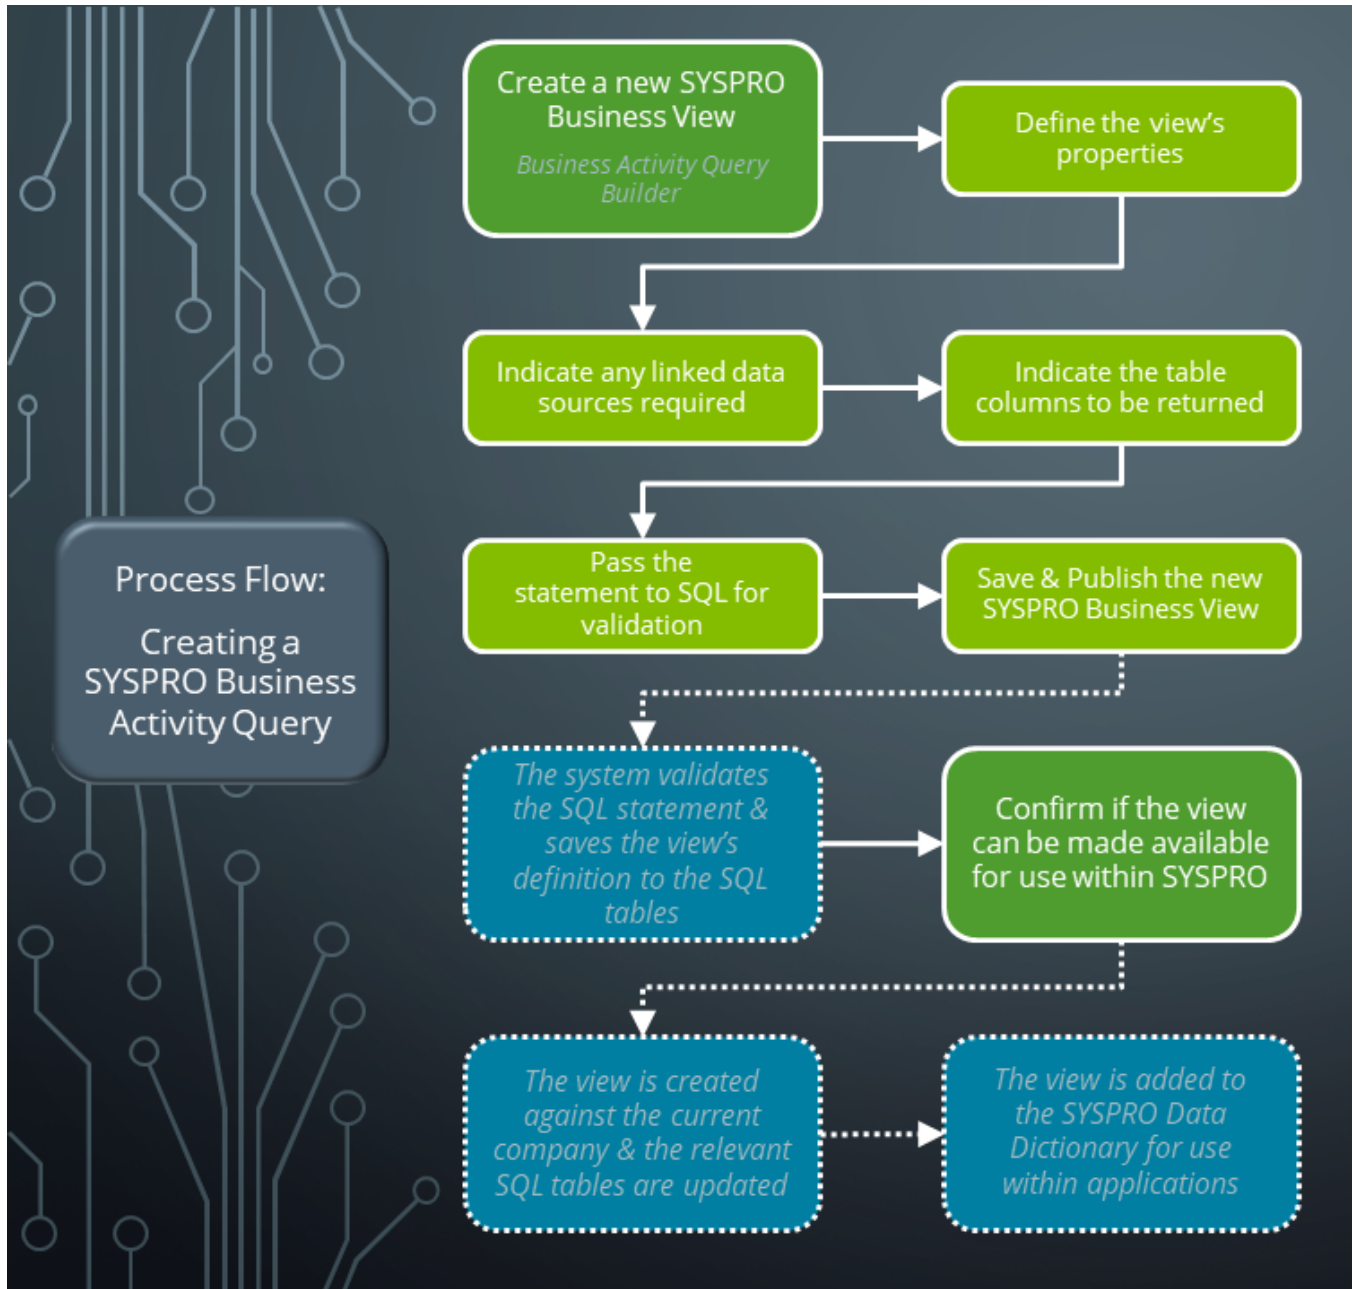 Create a new SYSPRO
Business View
Business Activity Query
Builder
Define the view’s
properties
Indicate any linked data
sources required
Indicate the table
columns to be returned
Process Flow:
Creating a
SYSPRO Business
Activity Query
Pass the
statement to SQL for
validation
Save & Publish the new
SYSPRO Business View
The system validates
the SQL statement &
saves the view’s
definition to the SQL
tables
Confirm if the view
can be made available
for use within SYSPRO
The view is created
against the current
company & the relevant
SQL tables are updated
The view is added to
the SYSPRO Data
Dictionary for use
within applications